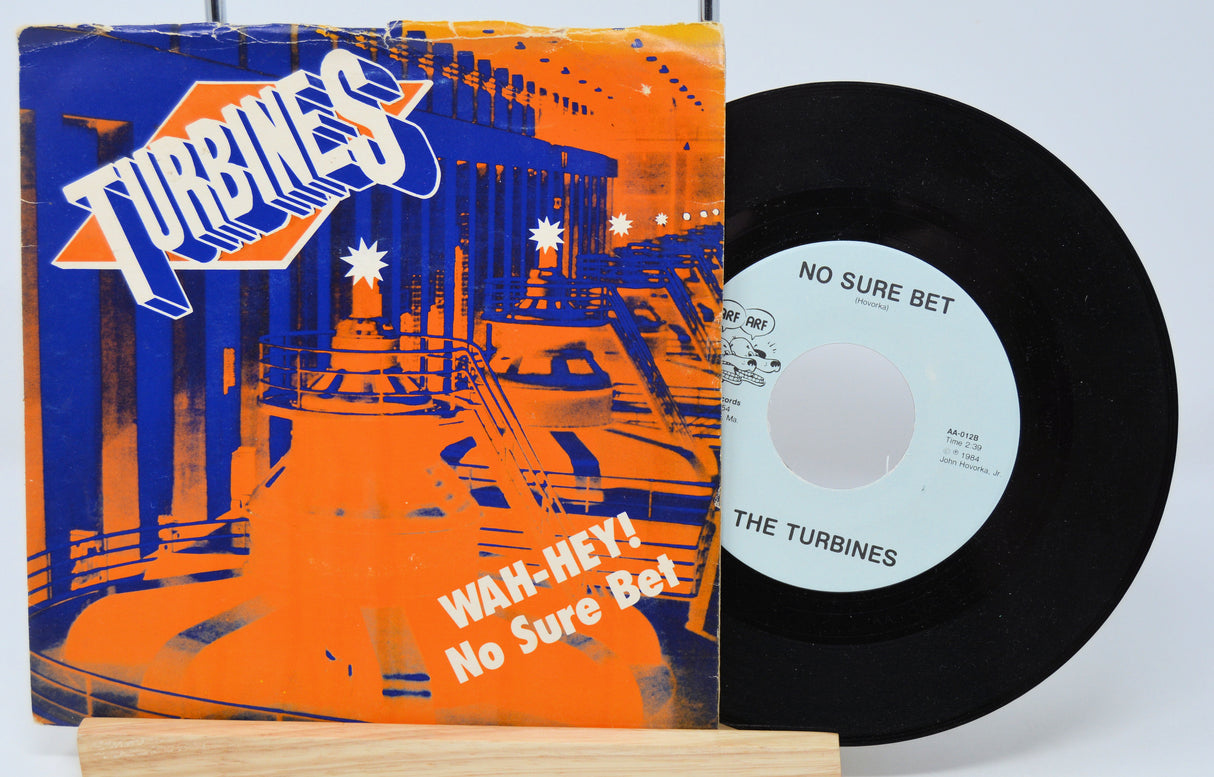 TURBINES
WAH-HEY!
No Sure Bet
NO SURE BET
(Hovorka)
ARF ARF
Ma.
AA-012B
Time 2:39
© ℗ 1984
John Hovorka, Jr
THE TURBINES